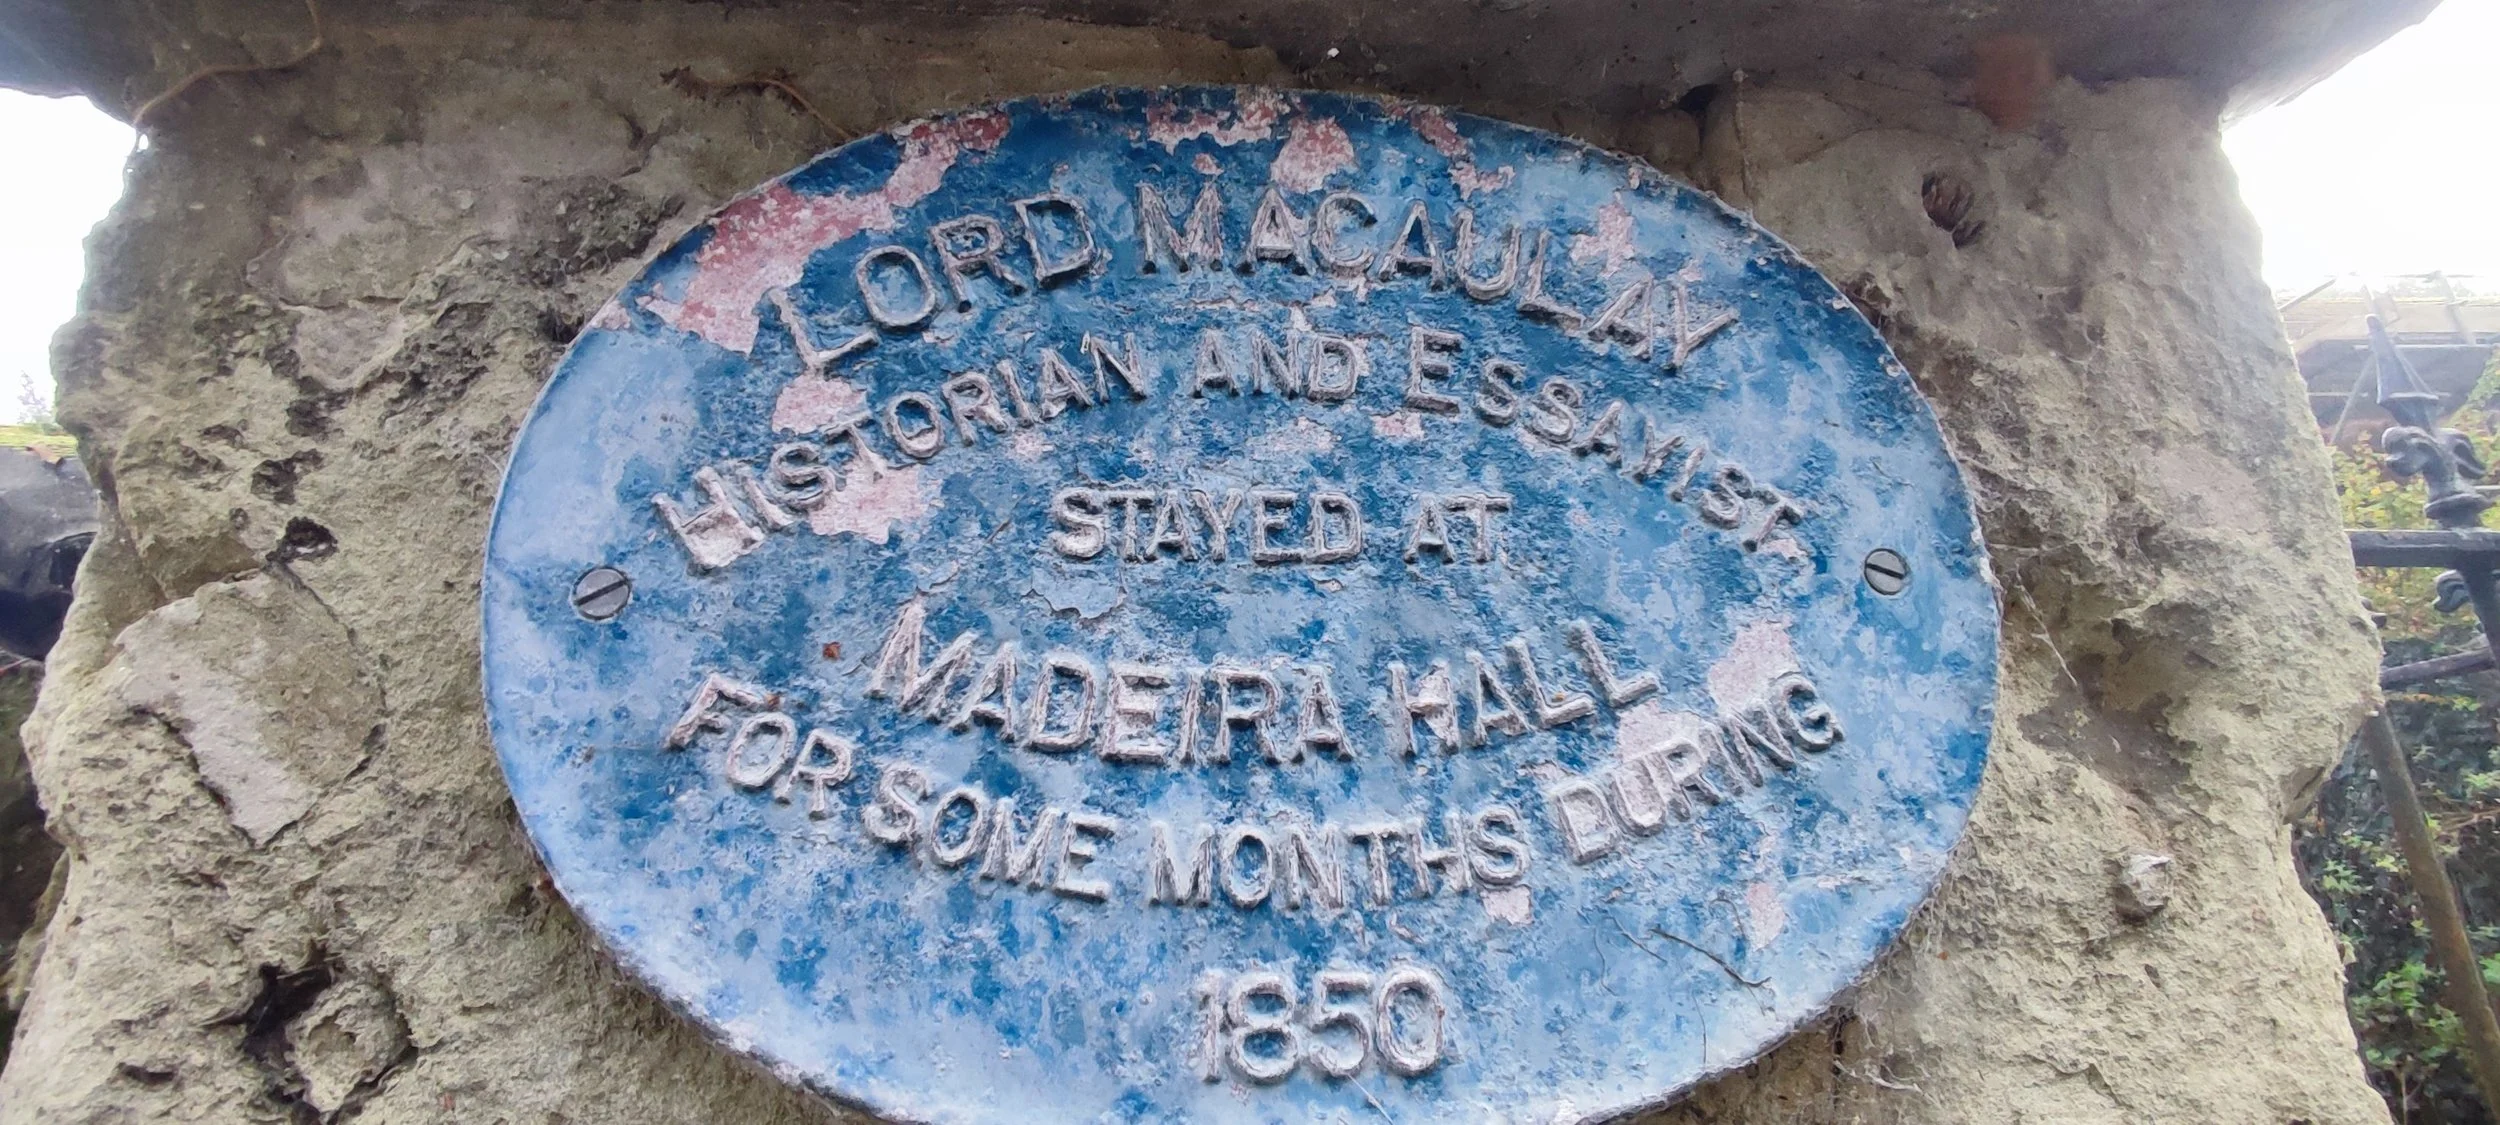 LORD MACAULAY
HISTORIAN AND ESSAYIST
STAYED AT
MADEIRA HALL
FOR SOME MONTHS DURING
1850